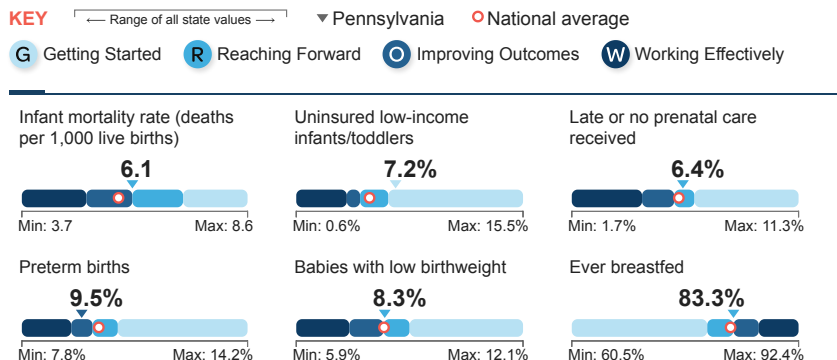 KEY
Range of all state values
Pennsylvania
National average
G Getting Started
R Reaching Forward
O Improving Outcomes
W Working Effectively
Infant mortality rate (deaths
per 1,000 live births)
6.1
Min: 3.7
Max: 8.6
Uninsured low-income
infants/toddlers
7.2%
Min: 0.6%
Max: 15.5%
Late or no prenatal care
received
6.4%
Min: 1.7%
Max: 11.3%
Preterm births
9.5%
Min: 7.8%
Max: 14.2%
Babies with low birthweight
8.3%
Min: 5.9%
Max: 12.1%
Ever breastfed
83.3%
Min: 60.5%
Max: 92.4%